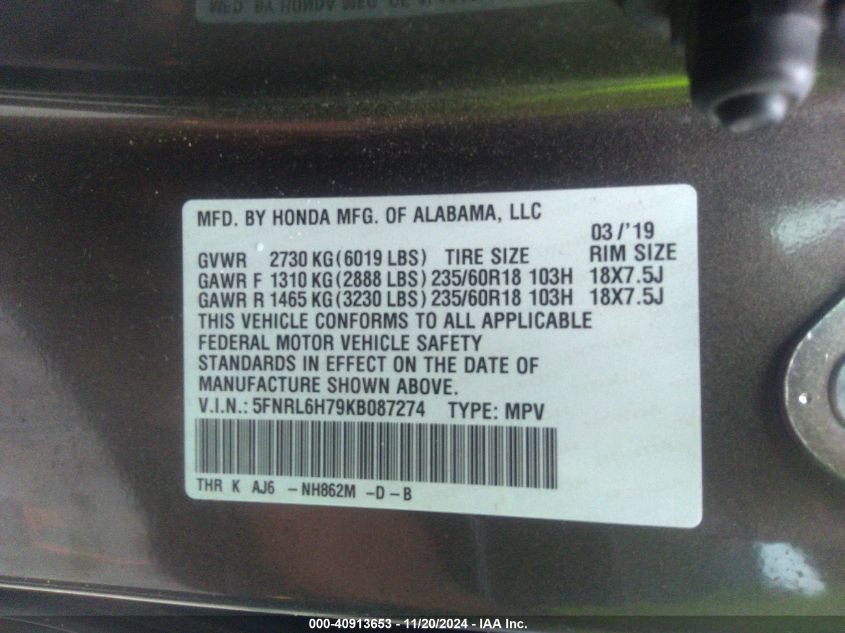 MFD. BY HONDA MFG. OF ALABAMA, LLC
03/'19
GVWR 2730 KG(6019 LBS) TIRE SIZE RIM SIZE
GAWR F 1310 KG(2888 LBS) 235/60R18 103H 18X7.5J
GAWR R 1465 KG(3230 LBS) 235/60R18 103H 18X7.5J
THIS VEHICLE CONFORMS TO ALL APPLICABLE
FEDERAL MOTOR VEHICLE SAFETY
STANDARDS IN EFFECT ON THE DATE OF
MANUFACTURE SHOWN ABOVE.
V.I.N.: 5FNRL6H79KB087274 TYPE: MPV
THR K AJ6 -NH862M -D-B
000-40913653 - 11/20/2024 - IAA Inc.